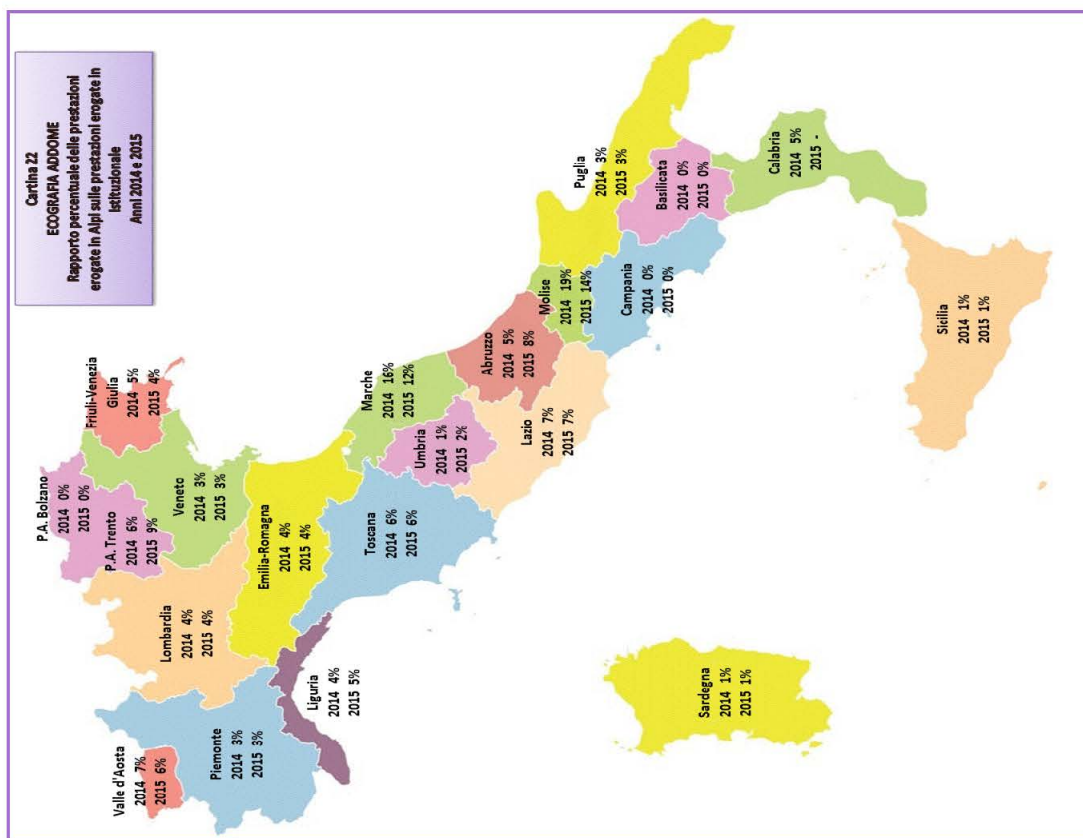 Cartina 22
ECOGRAFIA ADDOME
Rapporto percentuale delle prestazioni
erogate in Alpi sulle prestazioni erogate in
Istituzionale
Anni 2014 e 2015
P.A. Bolzano
2014 0%
2015 0%
P.A. Trento
2014 6%
2015 9%
Friuli-Venezia
Giulia
2014 5%
2015 4%
Valle d'Aosta
2014 7%
2015 6%
Piemonte
2014 3%
2015 3%
Lombardia
2014 4%
2015 4%
Veneto
2014 3%
2015 3%
Liguria
2014 4%
2015 5%
Emilia-Romagna
2014 4%
2015 4%
Toscana
2014 6%
2015 6%
Marche
2014 16%
2015 12%
Umbria
2014 1%
2015 2%
Lazio
2014 7%
2015 7%
Abruzzo
2014 5%
2015 8%
Molise
2014 19%
2015 14%
Campania
2014 0%
2015 0%
Puglia
2014 3%
2015 3%
Basilicata
2014 0%
2015 0%
Calabria
2014 5%
2015 -
Sicilia
2014 1%
2015 1%
Sardegna
2014 1%
2015 1%